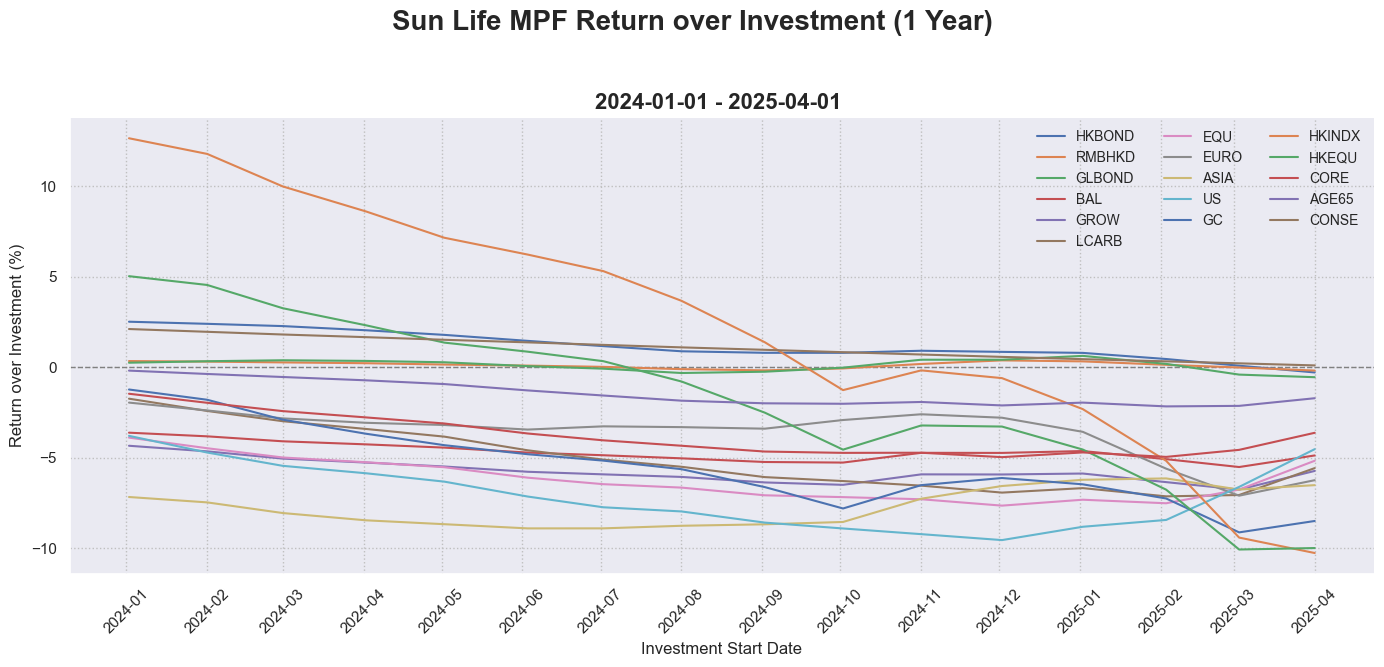 Sun Life MPF Return over Investment (1 Year)
2024-01-01 - 2025-04-01
HKBOND EQU HKINDX
RMBHKD EURO HKEQU
GLBOND ASIA CORE
BAL US AGE65
GROW GC CONSE
LCARB
Return over Investment (%)
10
5
0
−5
−10
2024-01 2024-02 2024-03 2024-04 2024-05 2024-06 2024-07 2024-08 2024-09 2024-10 2024-11 2024-12 2025-01 2025-02 2025-03 2025-04
Investment Start Date